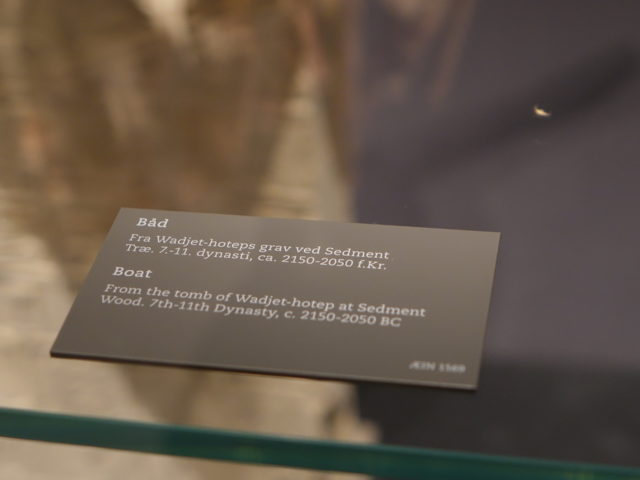 Båd
Fra Wadjet-hoteps grav ved Sedment
Træ. 7.-11. dynasti, ca. 2150-2050 f.Kr.
Boat
From the tomb of Wadjet-hotep at Sedment
Wood. 7th-11th Dynasty, c. 2150-2050 BC
ÆIN 1569